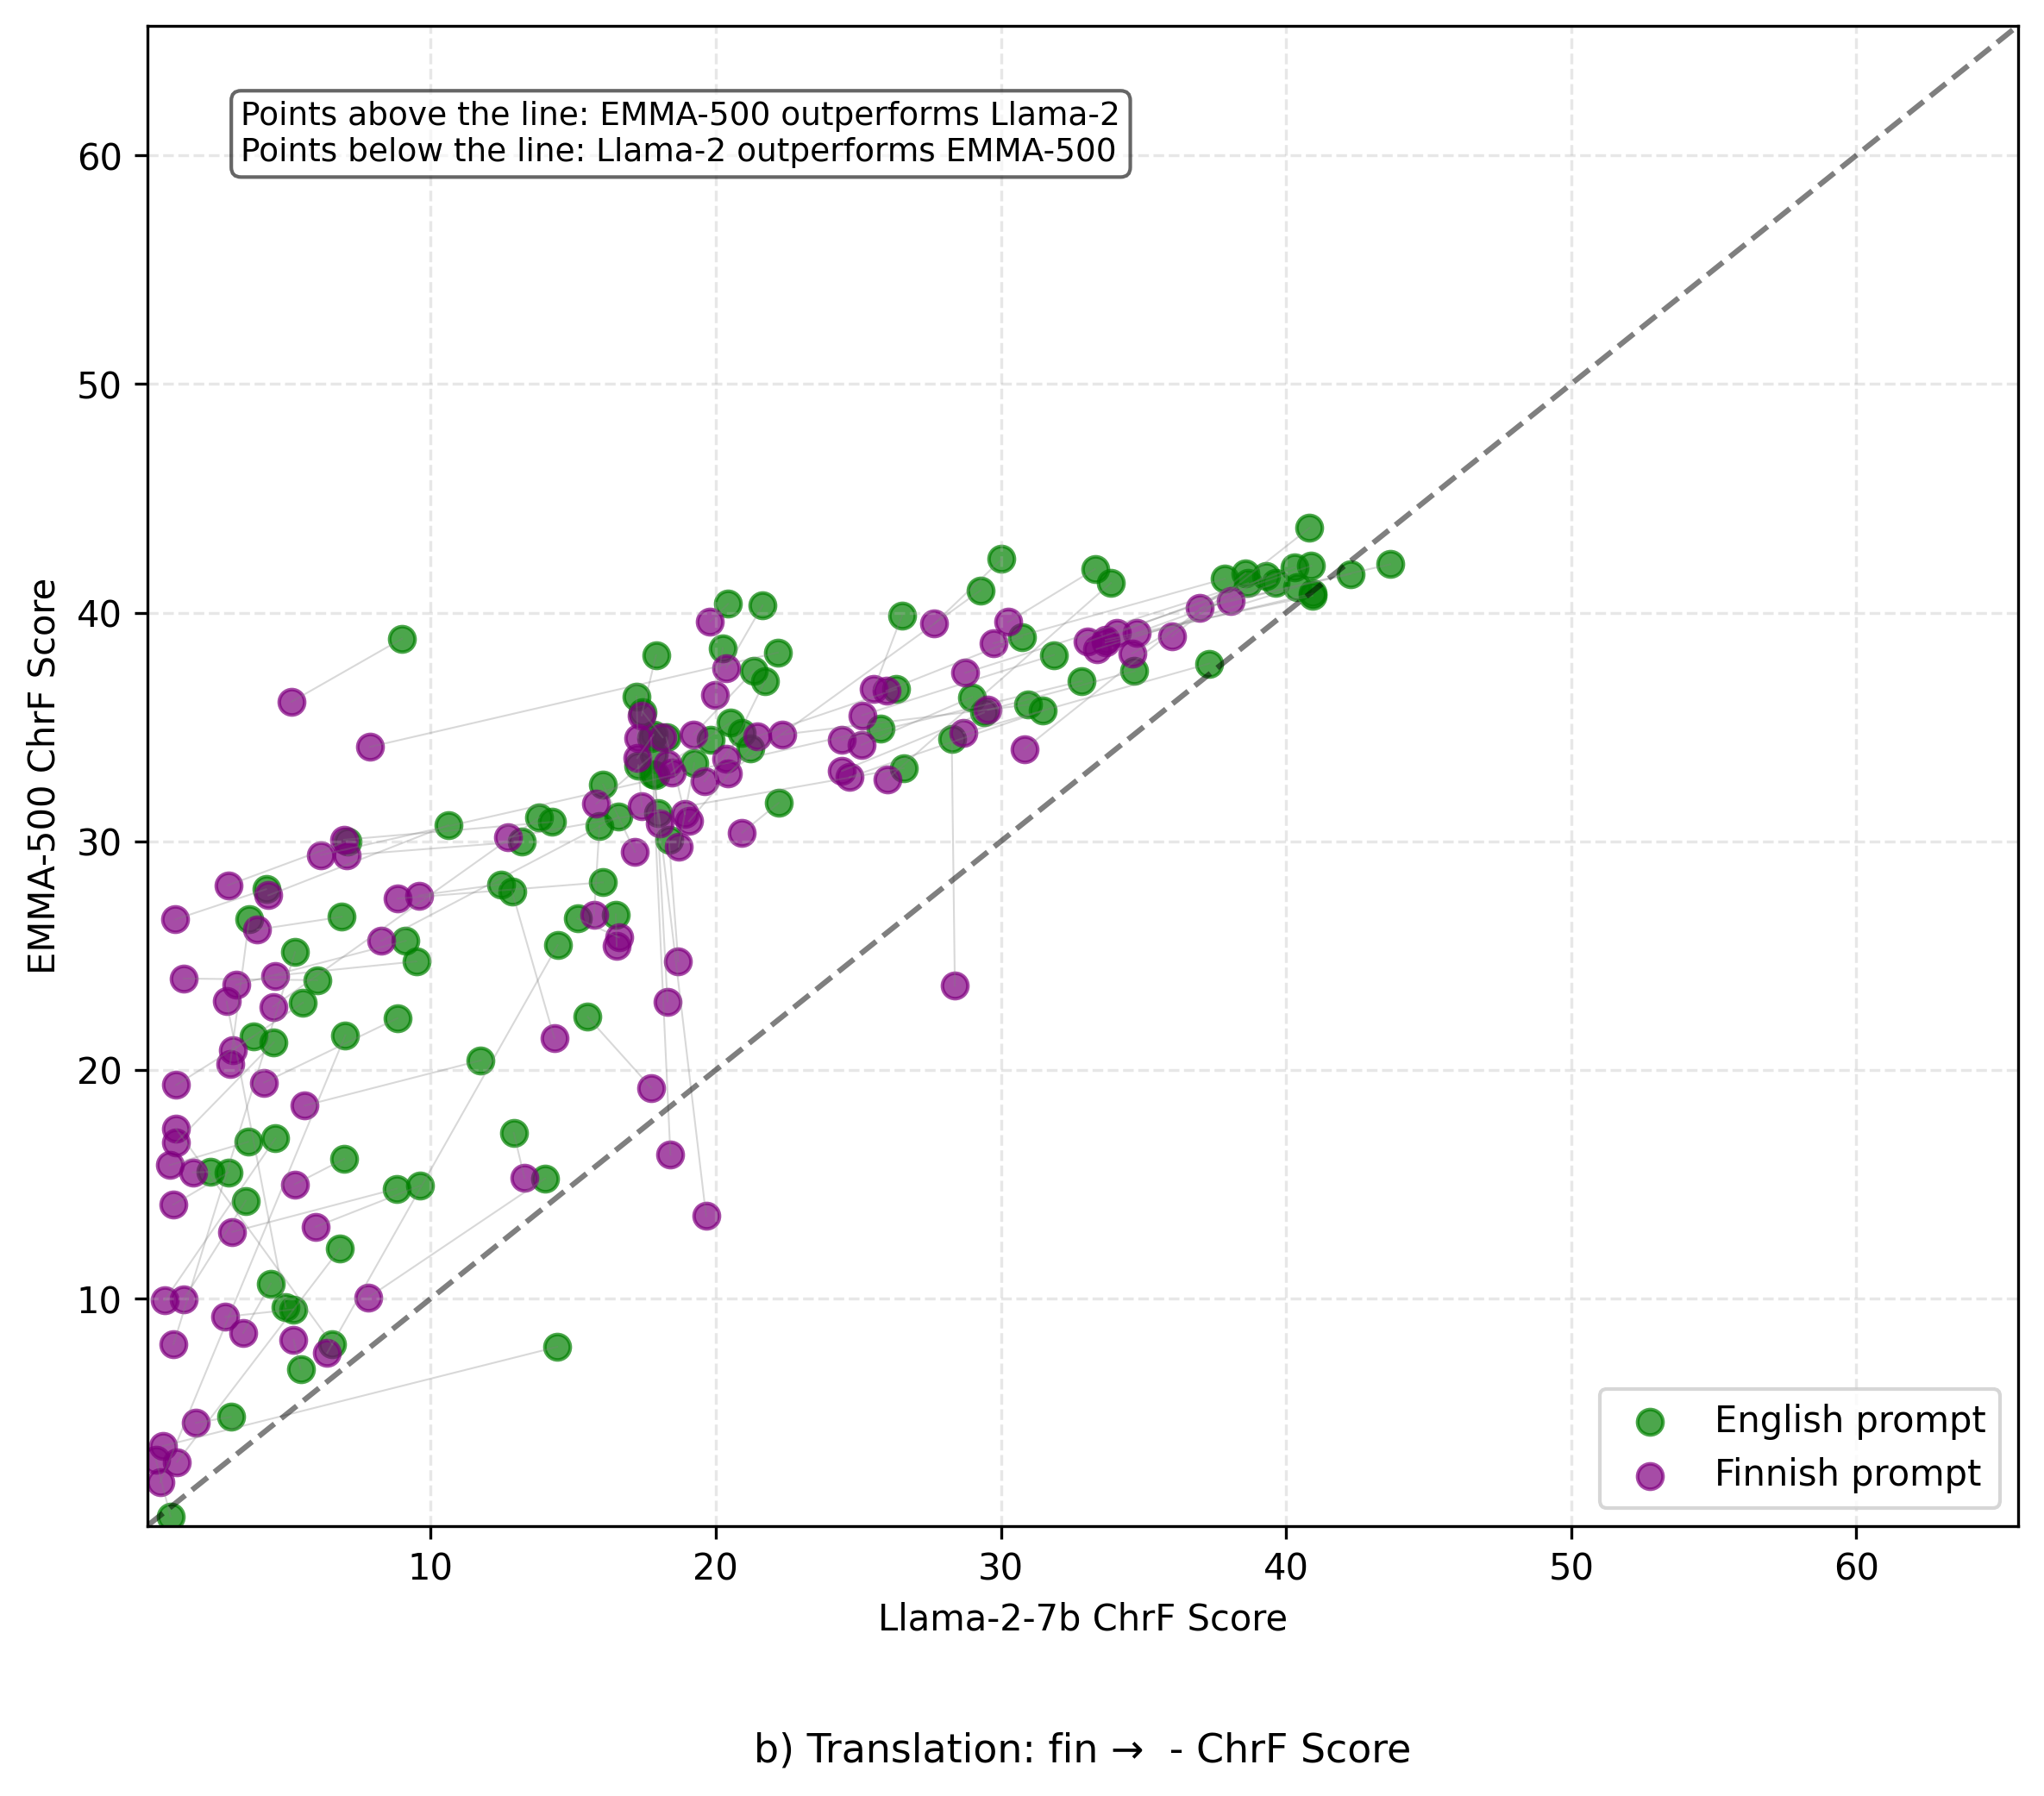 Points above the line: EMMA-500 outperforms Llama-2
Points below the line: Llama-2 outperforms EMMA-500
60
50
40
30
20
10
EMMA-500 ChrF Score
English prompt
Finnish prompt
10 20 30 40 50 60
Llama-2-7b ChrF Score
b) Translation: fin → - ChrF Score